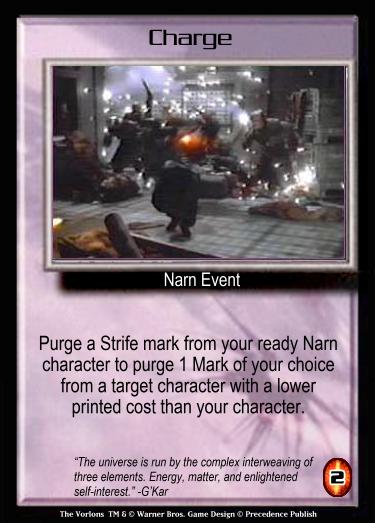 Charge
Narn Event
Purge a Strife mark from your ready Narn
character to purge 1 Mark of your choice
from a target character with a lower
printed cost than your character.
"The universe is run by the complex interweaving of
three elements. Energy, matter, and enlightened
self-interest." -G'Kar
2
The Vorlons TM & © Warner Bros. Game Design © Precedence Publish